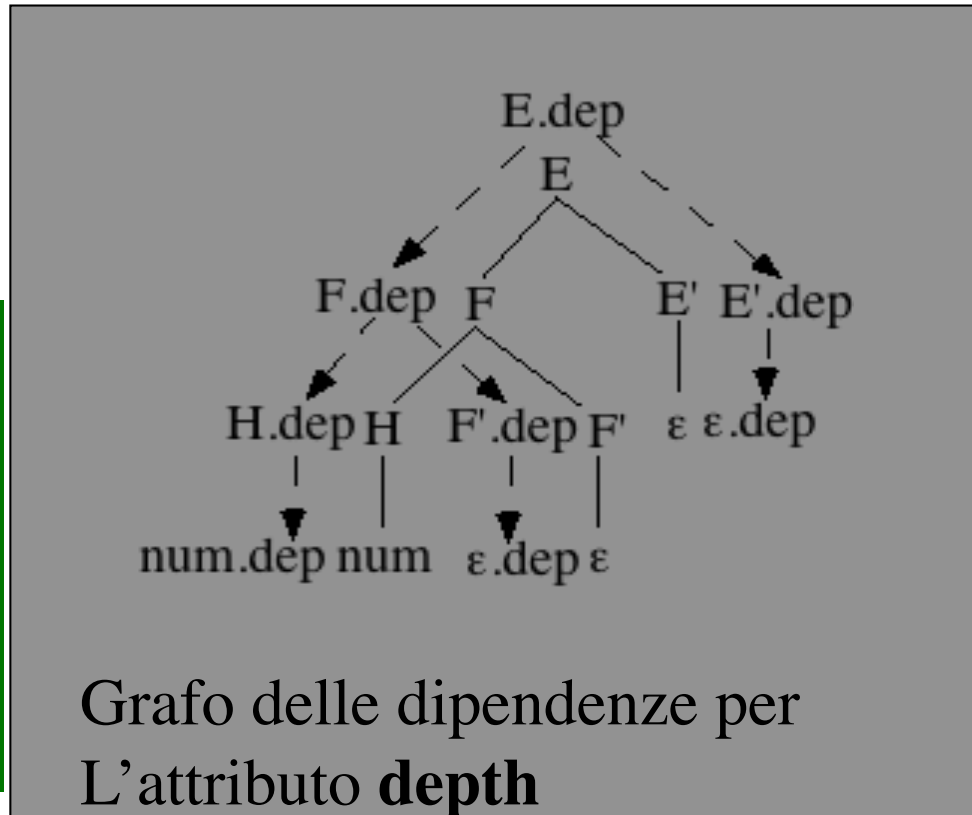 E.dep
E
F.dep F E' E'.dep
H.dep H F'.dep F' ε ε.dep
num.dep num ε.dep ε
Grafo delle dipendenze per
L’attributo depth